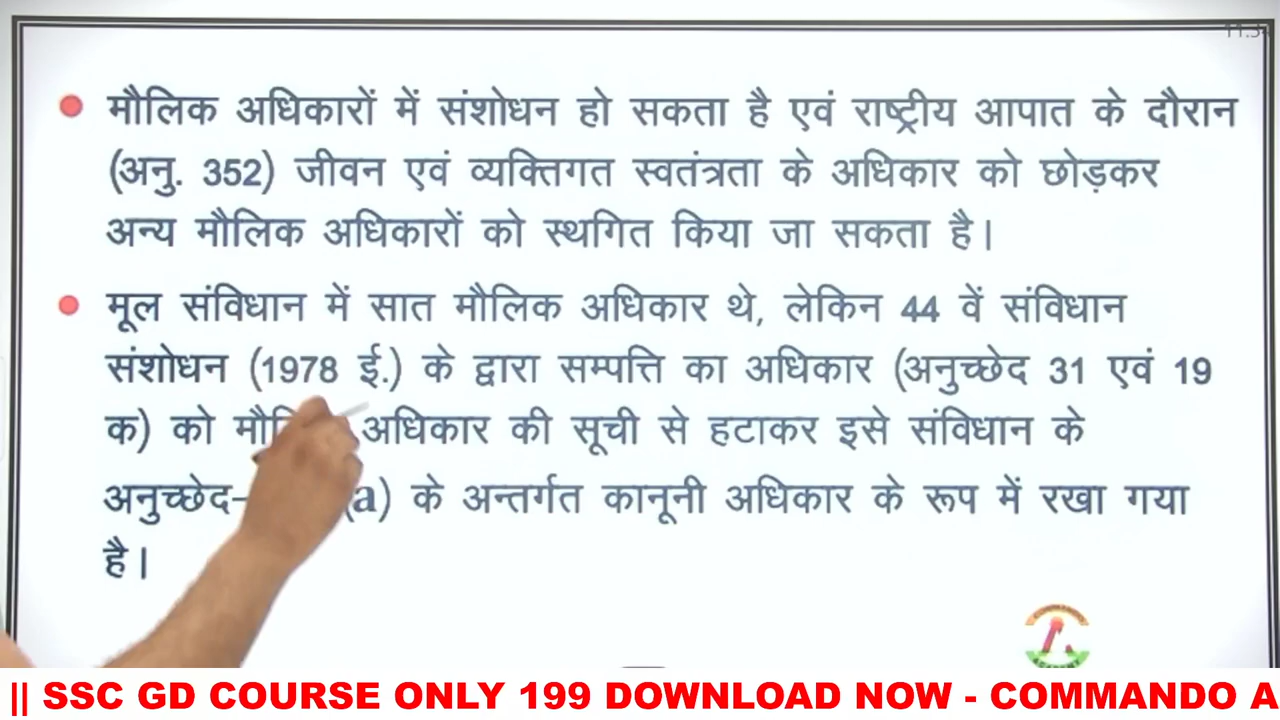 मौलिक अधिकारों में संशोधन हो सकता है एवं राष्ट्रीय आपात के दौरान
(अनु. 352) जीवन एवं व्यक्तिगत स्वतंत्रता के अधिकार को छोड़कर
अन्य मौलिक अधिकारों को स्थगित किया जा सकता है।
मूल संविधान में सात मौलिक अधिकार थे, लेकिन 44 वें संविधान
संशोधन (1978 ई.) के द्वारा सम्पत्ति का अधिकार (अनुच्छेद 31 एवं 19
क) को अधिकार की सूची से हटाकर इसे संविधान के
अनुच्छेद- (a) के अन्तर्गत कानूनी अधिकार के रूप में रखा गया
है।
|| SSC GD COURSE ONLY 199 DOWNLOAD NOW - COMMANDO A